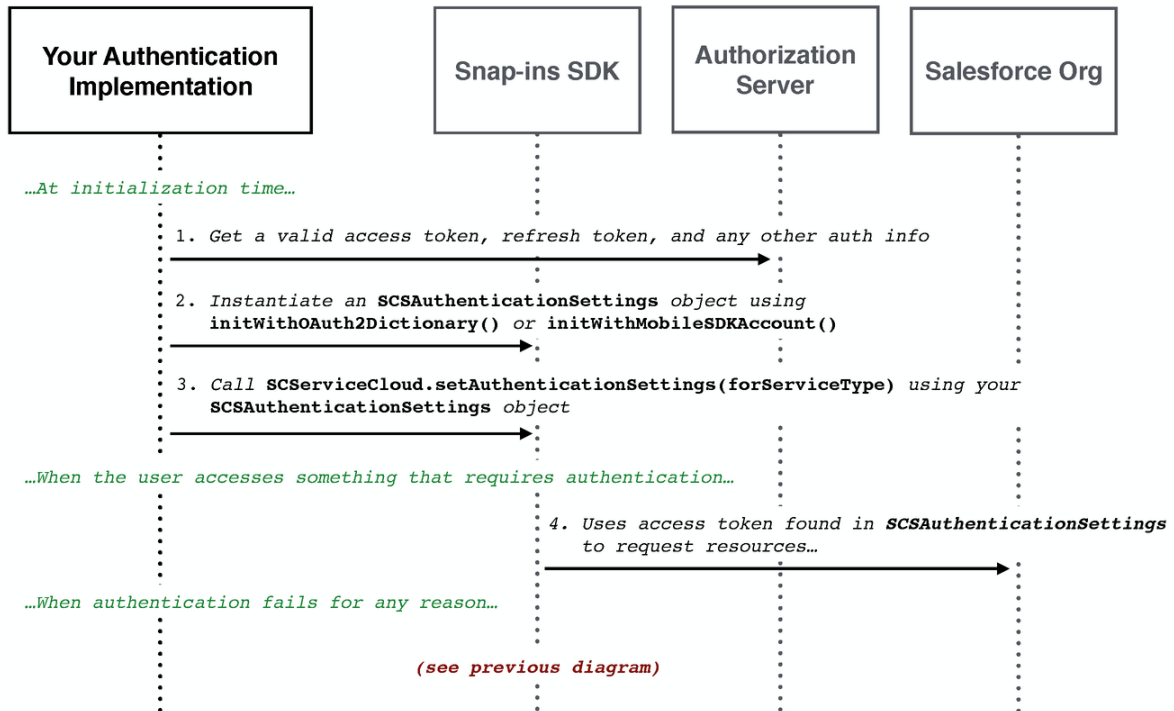 Your Authentication
Implementation
Snap-ins SDK
Authorization
Server
Salesforce Org
…At initialization time…
1. Get a valid access token, refresh token, and any other auth info
2. Instantiate an SCSAuthenticationSettings object using
initWithOAuth2Dictionary() or initWithMobileSDKAccount()
3. Call SCServiceCloud.setAuthenticationSettings(forServiceType) using your
SCSAuthenticationSettings object
…When the user accesses something that requires authentication…
4. Uses access token found in SCSAuthenticationSettings
to request resources…
…When authentication fails for any reason…
(see previous diagram)